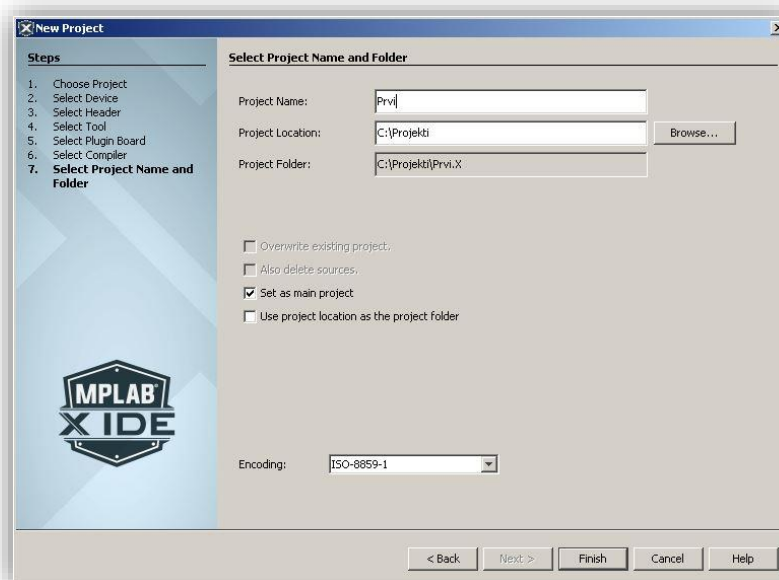 New Project
Steps
1. Choose Project
2. Select Device
3. Select Header
4. Select Tool
5. Select Plugin Board
6. Select Compiler
7. Select Project Name and
Folder
MPLAB
X IDE
Select Project Name and Folder
Project Name: Prvi
Project Location: C:\Projekti Browse...
Project Folder: C:\Projekti\Prvi.X
Overwrite existing project.
Also delete sources.
Set as main project
Use project location as the project folder
Encoding: ISO-8859-1
< Back Next > Finish Cancel Help